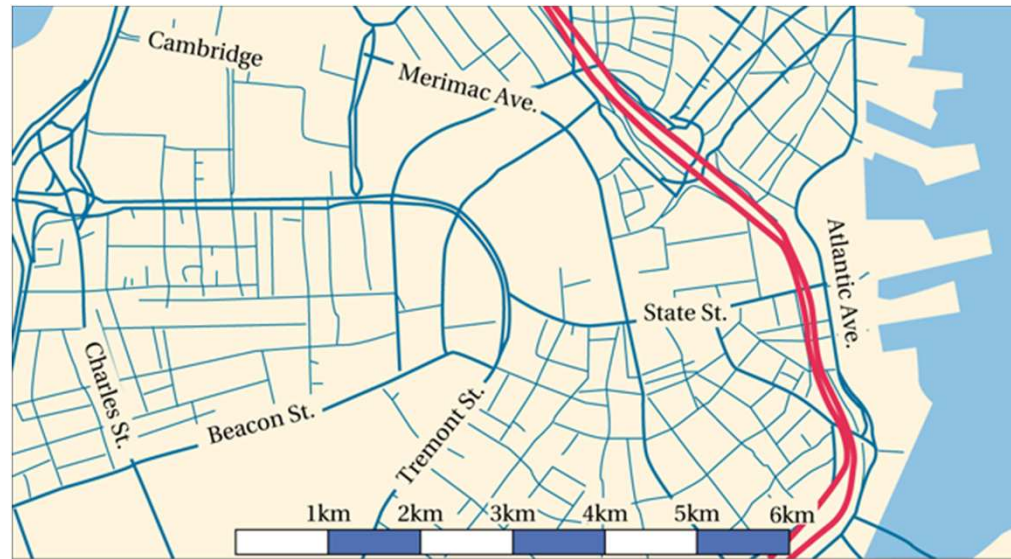 Cambridge
Merimac Ave.
Atlantic Ave.
State St.
Charles St.
Beacon St.
Tremont St.
1km 2km 3km 4km 5km 6km